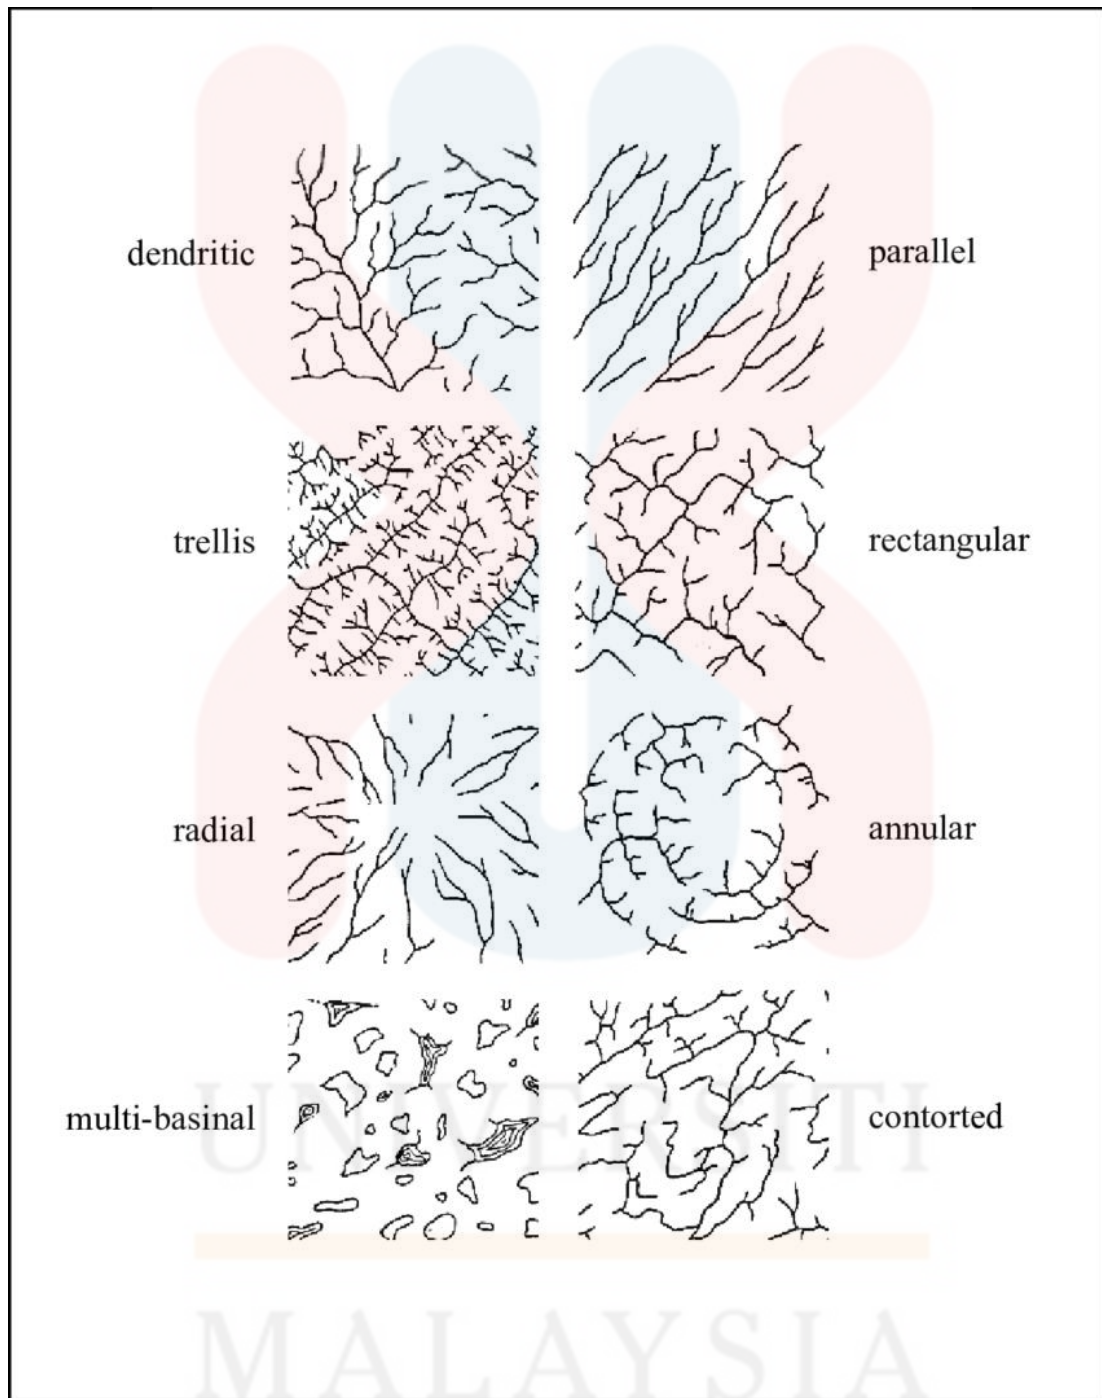 dendritic
parallel
trellis
rectangular
radial
annular
multi-basinal
contorted
UNIVERSITI
MALAYSIA